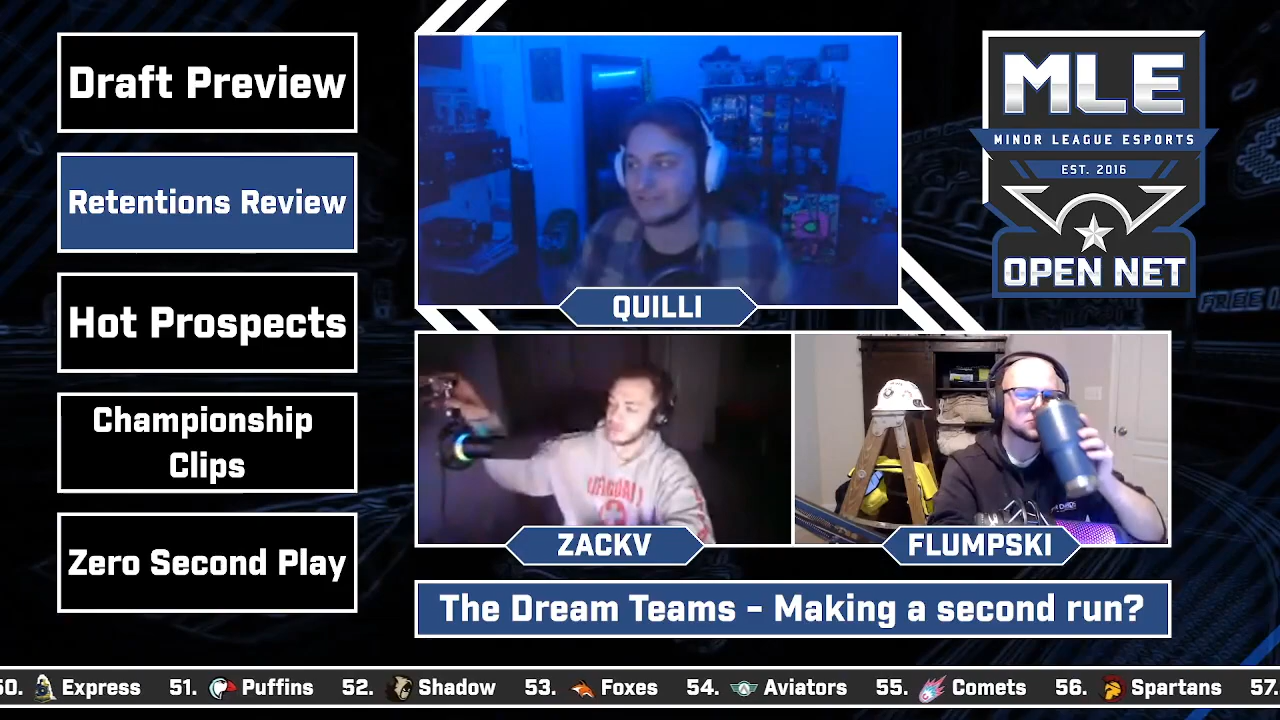 Draft Preview
Retentions Review
Hot Prospects
Championship
Clips
Zero Second Play
QUILLI
ZACKV
FLUMPSKI
The Dream Teams - Making a second run?
MLE
MINOR LEAGUE ESPORTS
EST. 2016
OPEN NET
50. Express 51. Puffins 52. Shadow 53. Foxes 54. Aviators 55. Comets 56. Spartans 57.